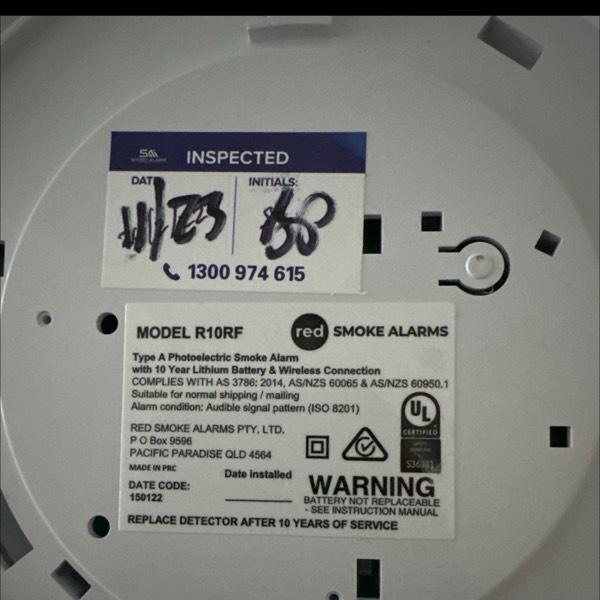 INSPECTED
DATE
INITIALS:
1300 974 615
MODEL R10RF
red SMOKE ALARMS
Type A Photoelectric Smoke Alarm
with 10 Year Lithium Battery & Wireless Connection
COMPLIES WITH AS 3786: 2014, AS/NZS 60065 & AS/NZS 60950.1
Suitable for normal shipping / mailing
Alarm condition: Audible signal pattern (ISO 8201)
RED SMOKE ALARMS PTY. LTD.
P O Box 9596
PACIFIC PARADISE QLD 4564
MADE IN PRC
UL
CERTIFIED
S36381
Date installed
DATE CODE:
150122
WARNING
BATTERY NOT REPLACEABLE
- SEE INSTRUCTION MANUAL
REPLACE DETECTOR AFTER 10 YEARS OF SERVICE